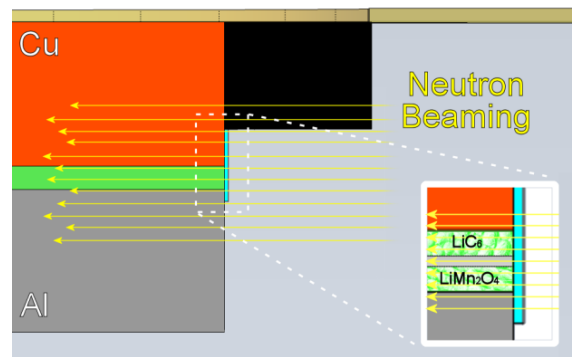 Cu
Neutron
Beaming
LiC₆
LiMn₂O₄
Al